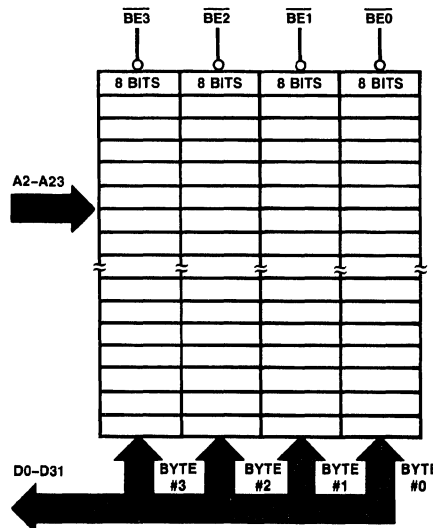 BE3 BE2 BE1 BE0
8 BITS 8 BITS 8 BITS 8 BITS
A2–A23
D0–D31
BYTE #3
BYTE #2
BYTE #1
BYTE #0